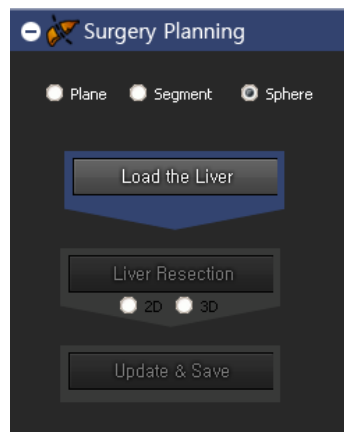 Surgery Planning
Plane Segment Sphere
Load the Liver
Liver Resection
2D 3D
Update & Save